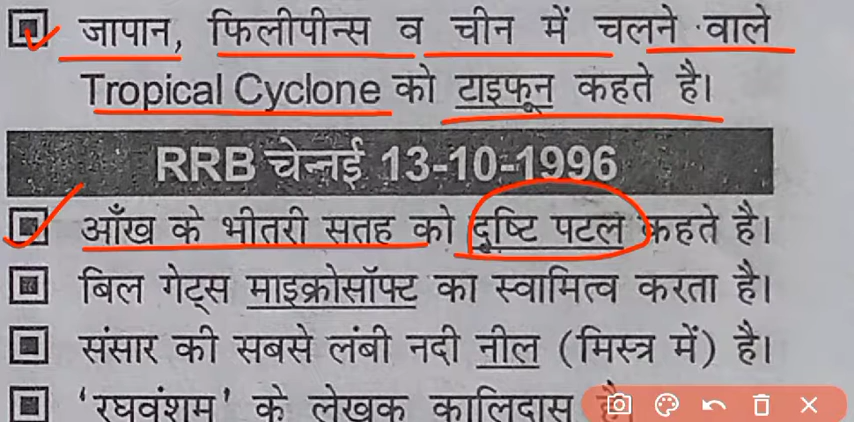 जापान, फिलीपीन्स व चीन में चलने वाले
Tropical Cyclone को टाइफून कहते है।
RRB चेन्नई 13-10-1996
आँख के भीतरी सतह को दृष्टि पटल कहते है।
बिल गेट्स माइक्रोसॉफ्ट का स्वामित्व करता है।
संसार की सबसे लंबी नदी नील (मिस्त्र में) है।
'रघुवंशम' के लेखक कालिदास है